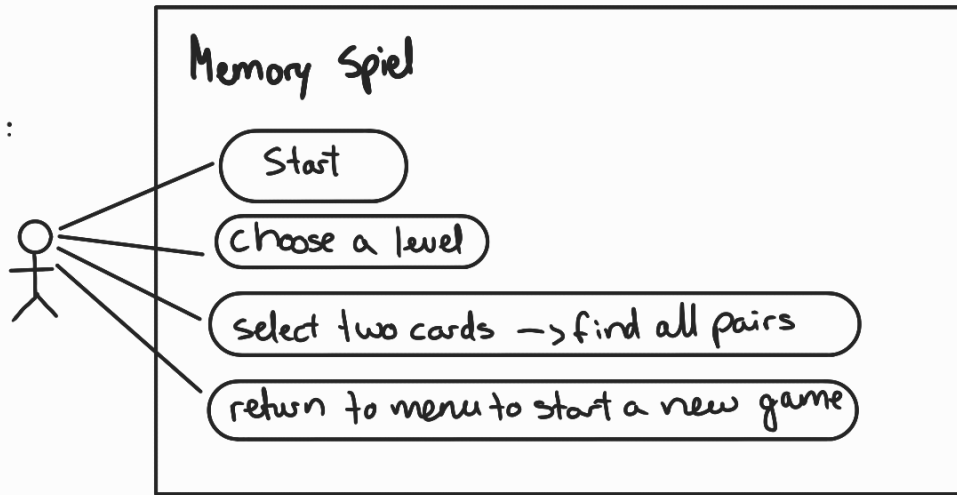 Memory Spiel
:
Start
choose a level
select two cards -> find all pairs
return to menu to start a new game